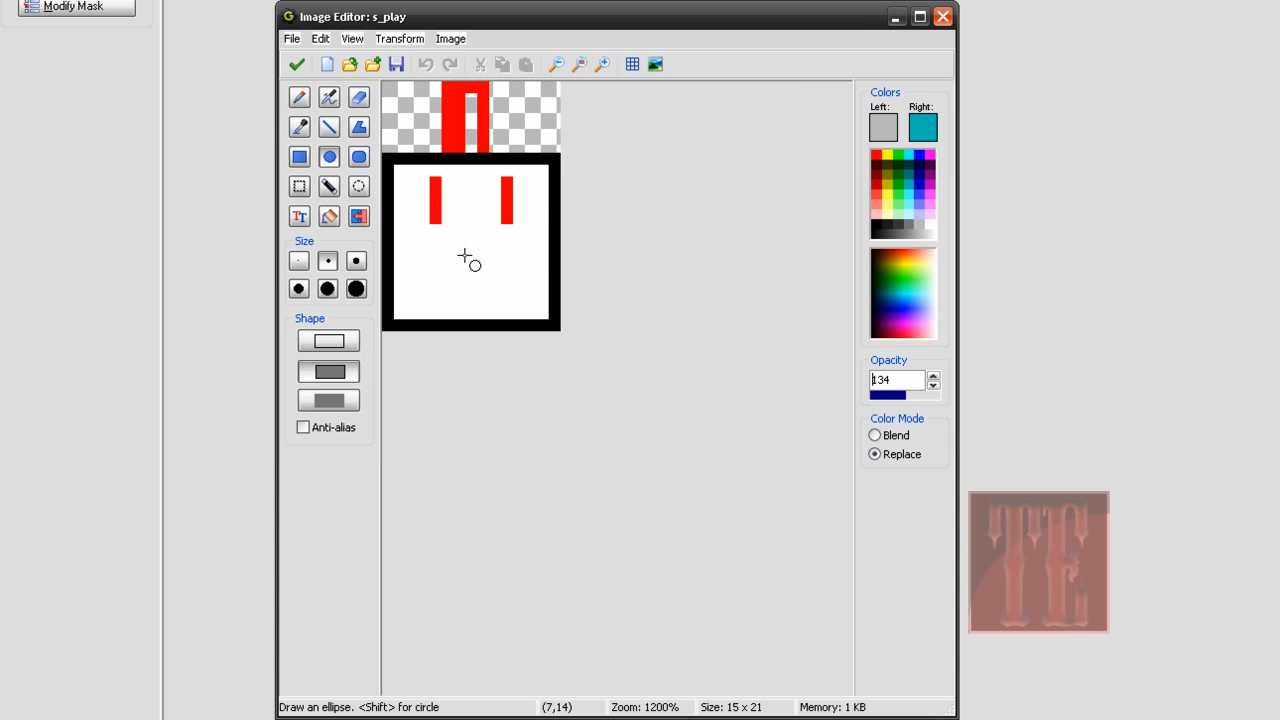 Modify Mask
Image Editor: s_play
File Edit View Transform Image
Colors
Left: Right:
TT
Size
Shape
Anti-alias
Opacity
134
Color Mode
Blend
Replace
TE
Draw an ellipse. <Shift> for circle (7,14) Zoom: 1200% Size: 15 x 21 Memory: 1 KB